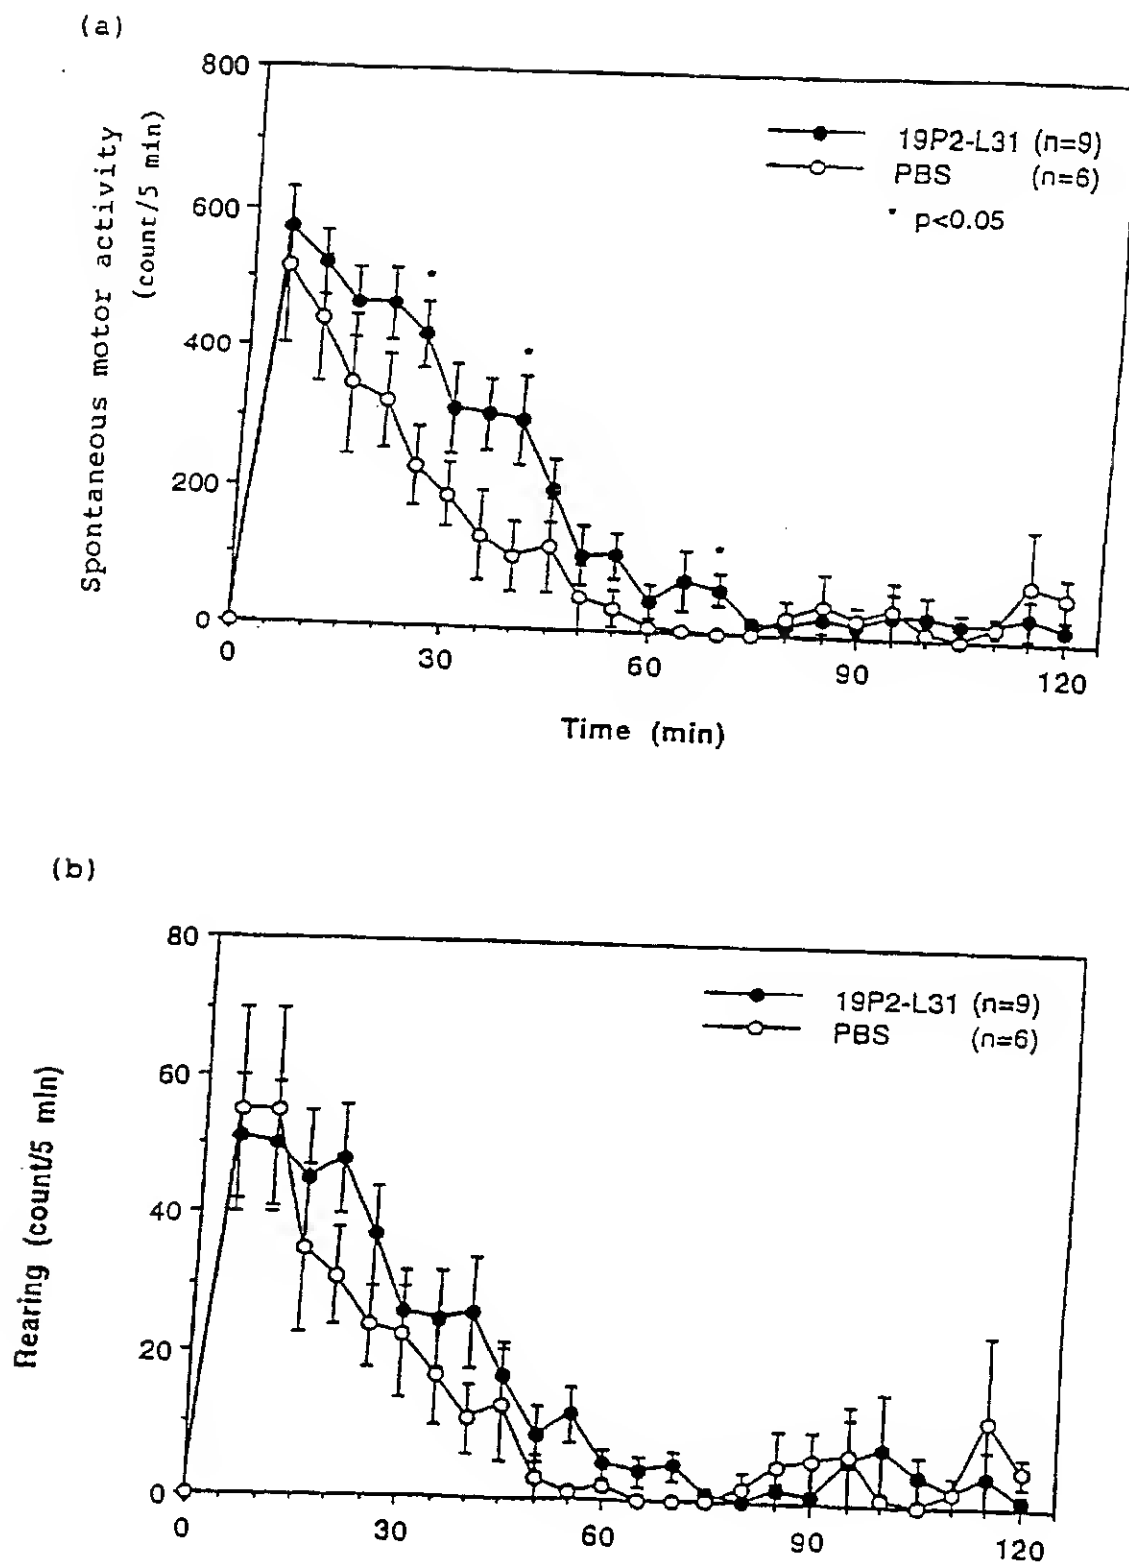 (a)
800
600
400
200
0
Spontaneous motor activity
(count/5 min)
19P2-L31 (n=9)
PBS (n=6)
* p<0.05
*
*
*
0 30 60 90 120
Time (min)
(b)
80
60
40
20
0
Rearing (count/5 min)
19P2-L31 (n=9)
PBS (n=6)
0 30 60 90 120